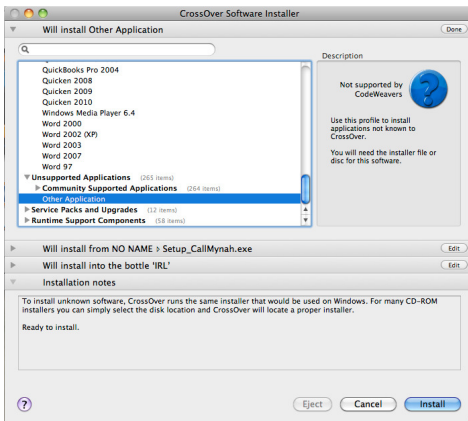 CrossOver Software Installer
Will install Other Application
Done
QuickBooks Pro 2004
Quicken 2008
Quicken 2009
Quicken 2010
Windows Media Player 6.4
Word 2000
Word 2002 (XP)
Word 2003
Word 2007
Word 97
Unsupported Applications (265 items)
Community Supported Applications (264 items)
Other Application
Service Packs and Upgrades (12 items)
Runtime Support Components (58 items)
Description
Not supported by
CodeWeavers
?
Use this profile to install
applications not known to
CrossOver.
You will need the installer file or
disc for this software.
Will install from NO NAME > Setup_CallMynah.exe
Edit
Will install into the bottle 'IRL'
Edit
Installation notes
To install unknown software, CrossOver runs the same installer that would be used on Windows. For many CD-ROM
installers you can simply select the disk location and CrossOver will locate a proper installer.
Ready to install.
?
Eject
Cancel
Install